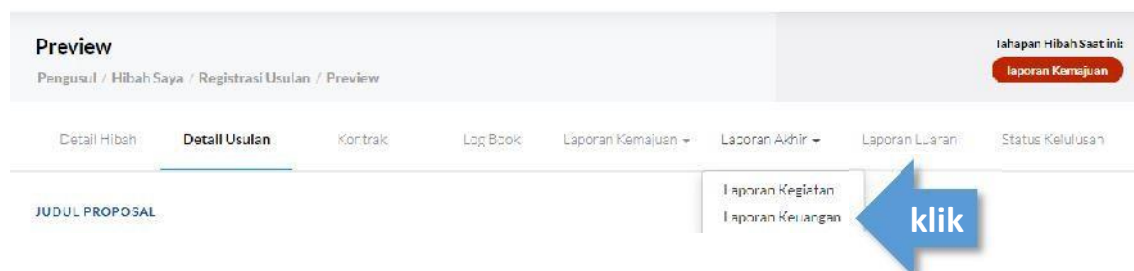 Preview
Tahapan Hibah Saat ini:
Pengusul / Hibah Saya / Registrasi Usulan / Preview
laporan Kemajuan
Detail Hibah
Detail Usulan
Kontrak
Log Book
Laporan Kemajuan
Laporan Akhir
Laporan Luaran
Status Kelulusan
Laporan Kegiatan
JUDUL PROPOSAL
Laporan Keuangan
klik